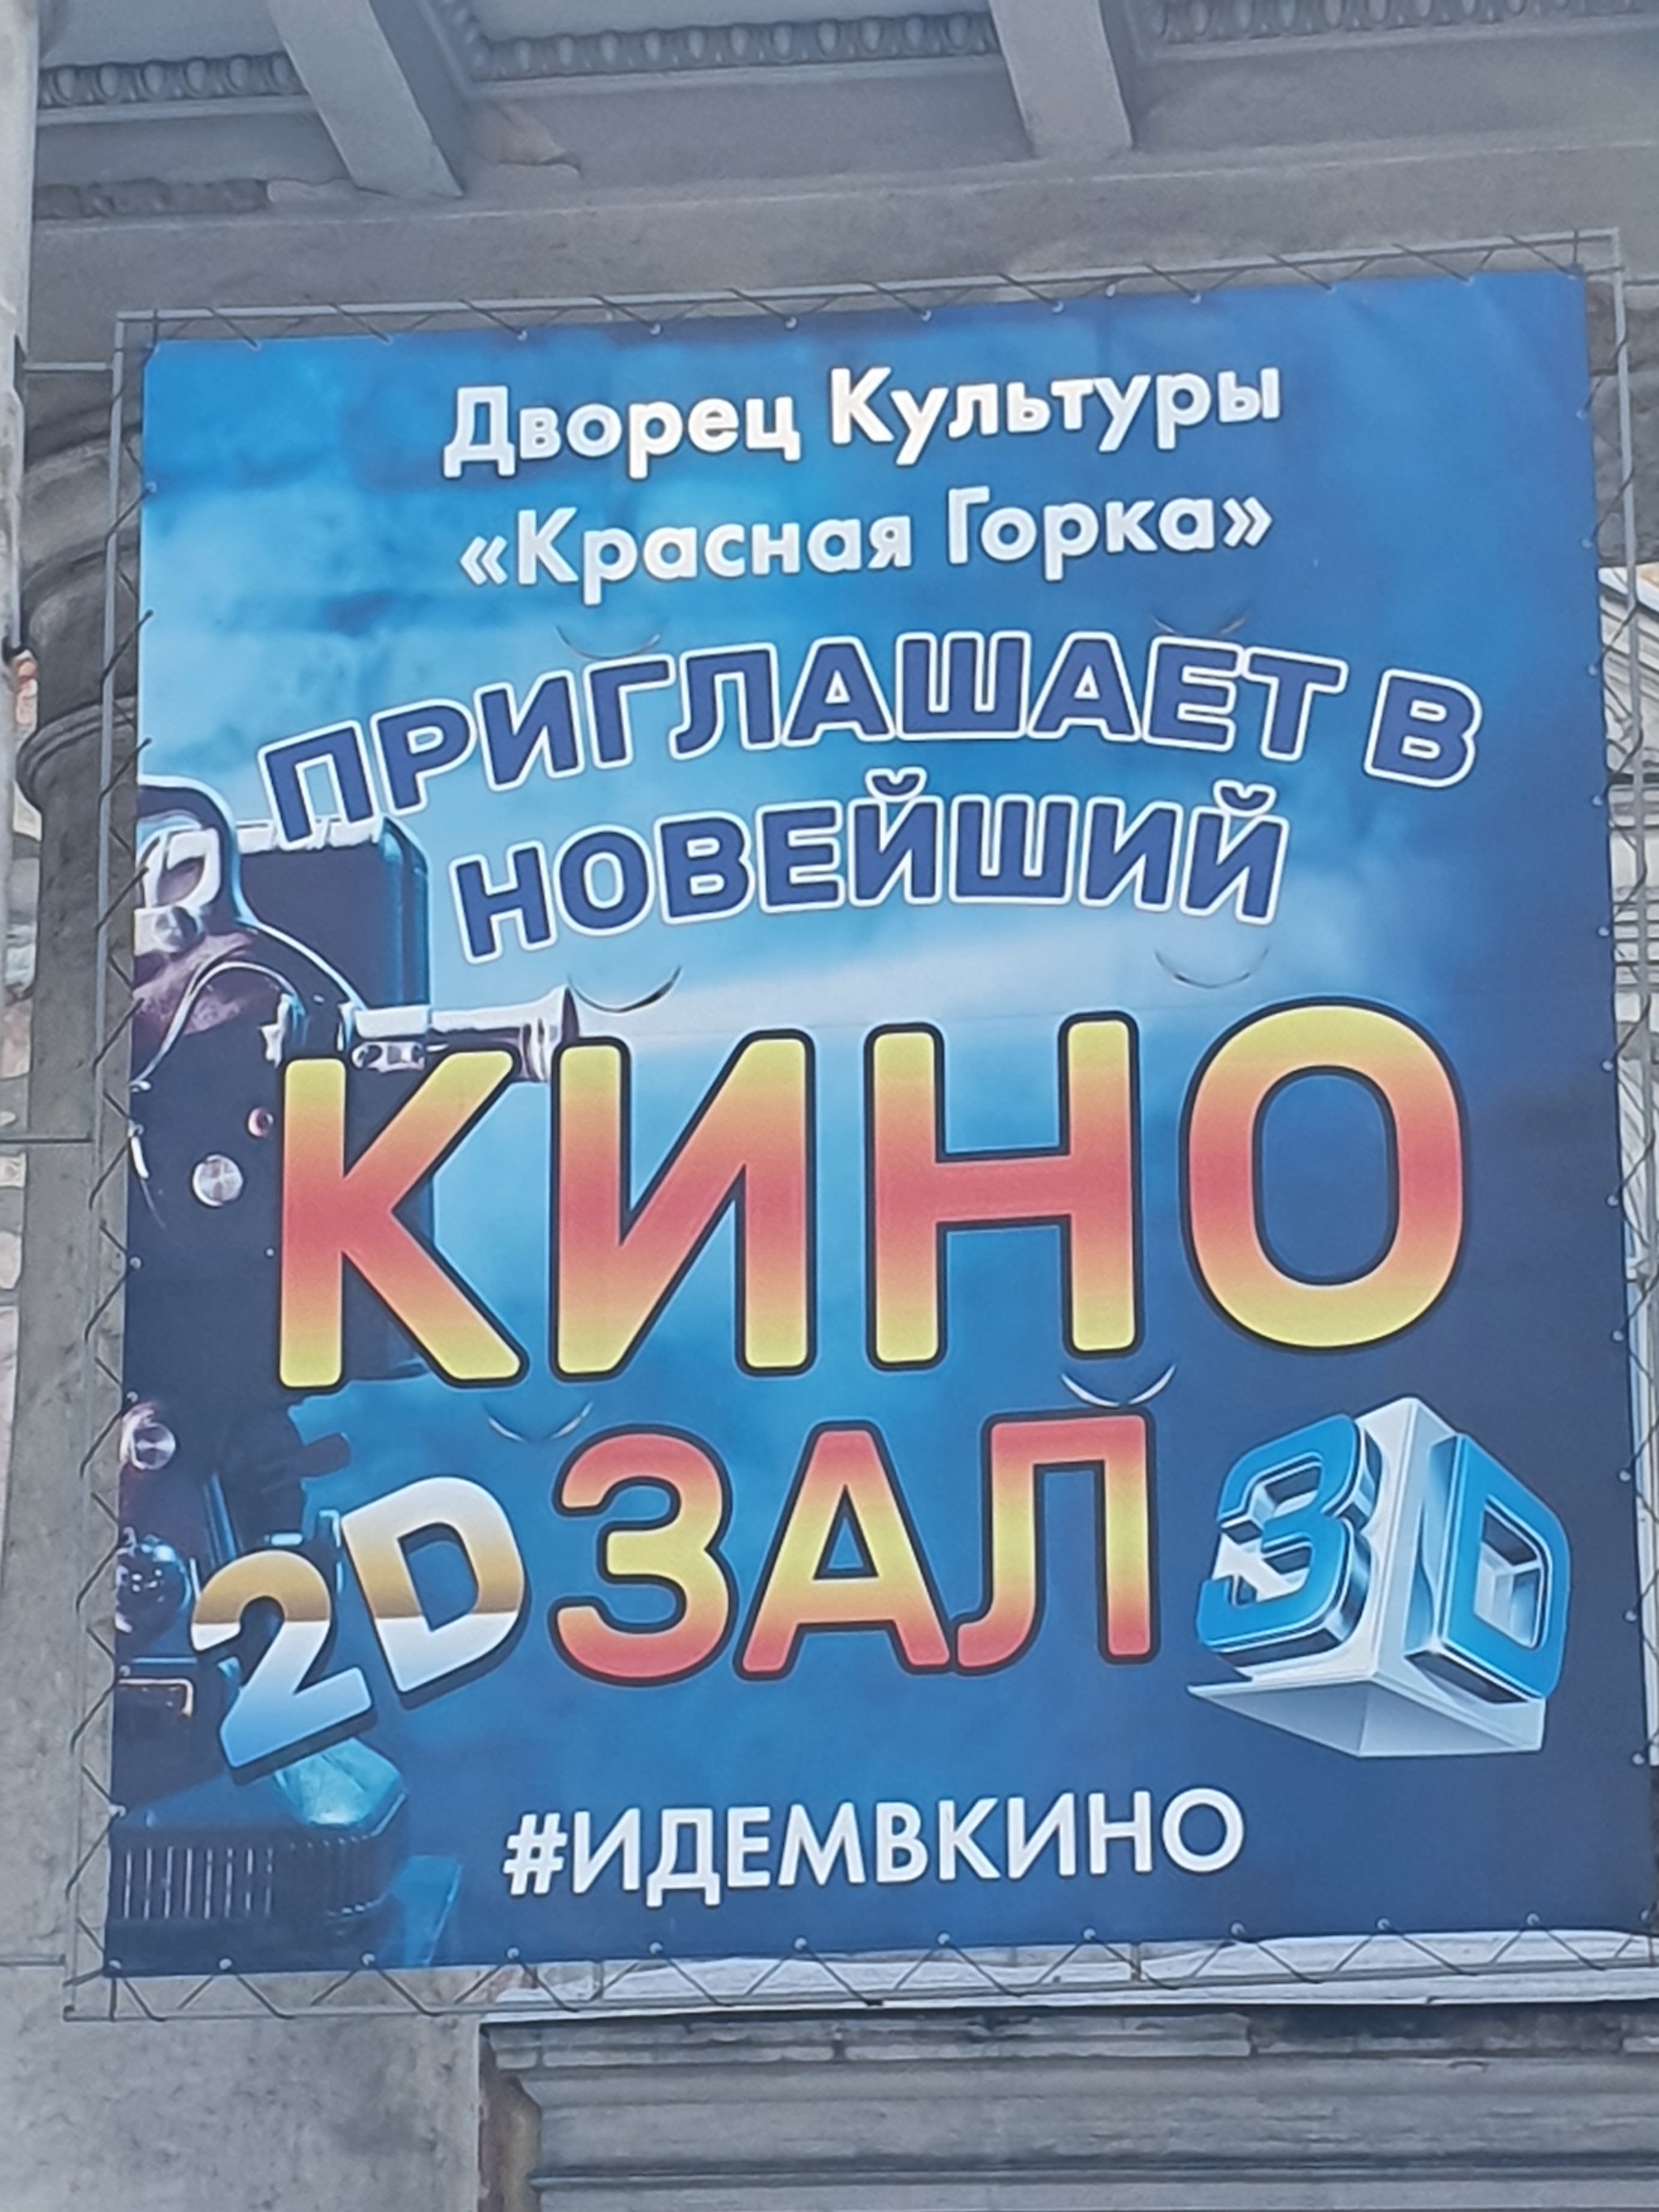 Дворец Культуры
«Красная Горка»
ПРИГЛАШАЕТ В
НОВЕЙШИЙ
КИНО
2D ЗАЛ 3D
#ИДЕМВКИНО